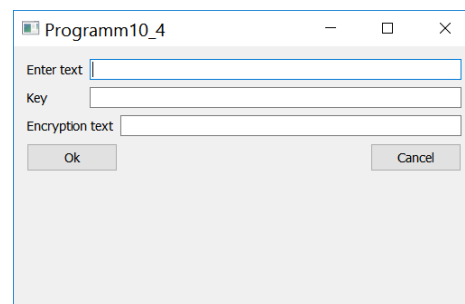 Programm10_4
Enter text
Key
Encryption text
Ok Cancel